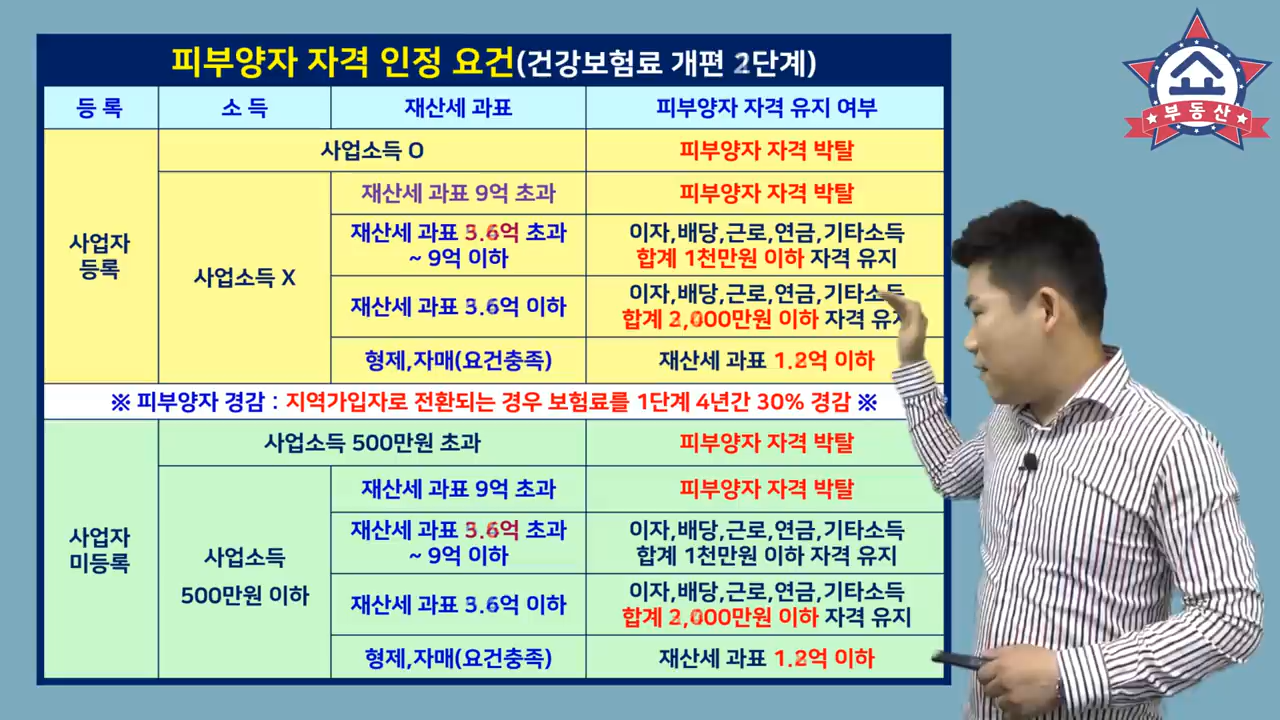 피부양자 자격 인정 요건(건강보험료 개편 2단계)
부동산
등 록 소 득 재산세 과표 피부양자 자격 유지 여부
사업자
등록
사업소득 O 피부양자 자격 박탈
사업소득 X
재산세 과표 9억 초과 피부양자 자격 박탈
재산세 과표 3.6억 초과
~ 9억 이하
이자,배당,근로,연금,기타소득
합계 1천만원 이하 자격 유지
재산세 과표 3.6억 이하
이자,배당,근로,연금,기타소득
합계 2,000만원 이하 자격 유지
형제,자매(요건충족) 재산세 과표 1.2억 이하
※ 피부양자 경감 : 지역가입자로 전환되는 경우 보험료를 1단계 4년간 30% 경감 ※
사업자
미등록
사업소득 500만원 초과 피부양자 자격 박탈
사업소득
500만원 이하
재산세 과표 9억 초과 피부양자 자격 박탈
재산세 과표 3.6억 초과
~ 9억 이하
이자,배당,근로,연금,기타소득
합계 1천만원 이하 자격 유지
재산세 과표 3.6억 이하
이자,배당,근로,연금,기타소득
합계 2,000만원 이하 자격 유지
형제,자매(요건충족) 재산세 과표 1.2억 이하